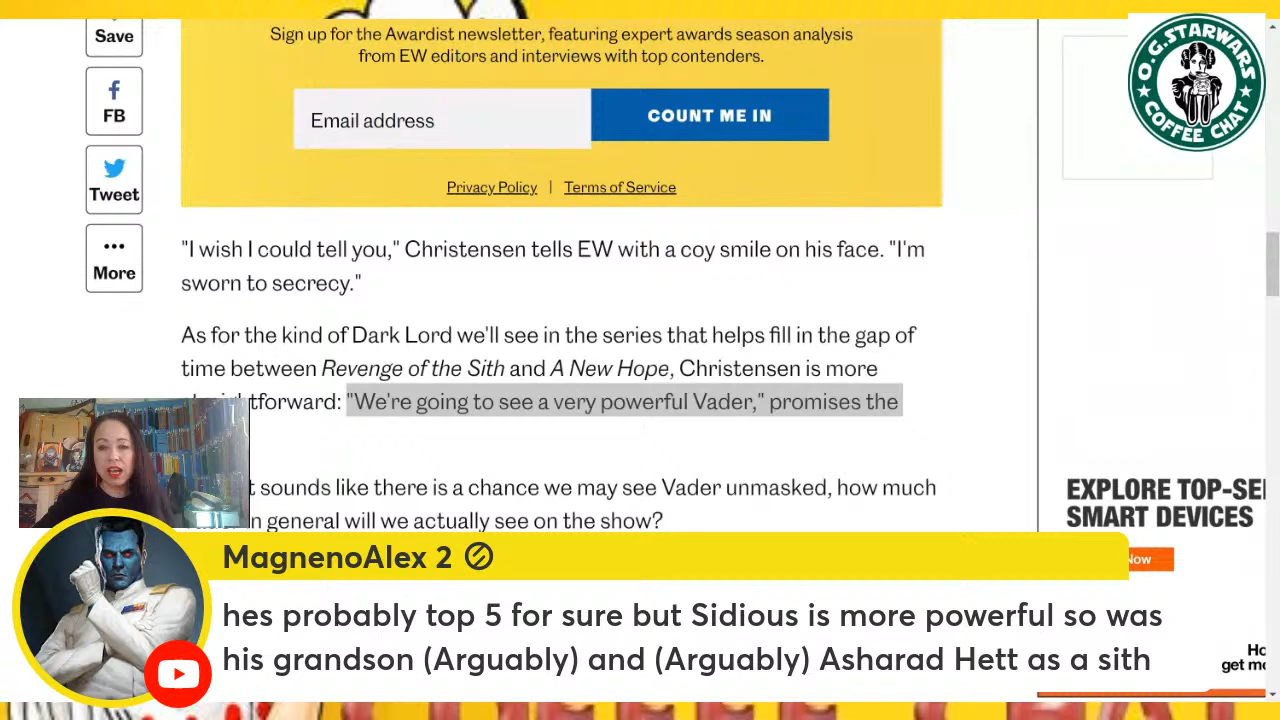 Save
Sign up for the Awardist newsletter, featuring expert awards season analysis
from EW editors and interviews with top contenders.
FB
Email address
COUNT ME IN
Tweet
Privacy Policy | Terms of Service
More
"I wish I could tell you," Christensen tells EW with a coy smile on his face. "I'm
sworn to secrecy."
As for the kind of Dark Lord we'll see in the series that helps fill in the gap of
time between Revenge of the Sith and A New Hope, Christensen is more
"We're going to see a very powerful Vader," promises the
sounds like there is a chance we may see Vader unmasked, how much
general will we actually see on the show?
O.G. STARWARS
COFFEE CHAT
EXPLORE TOP-SE
SMART DEVICES
Now
MagnenoAlex 2
hes probably top 5 for sure but Sidious is more powerful so was
his grandson (Arguably) and (Arguably) Asharad Hett as a sith
get